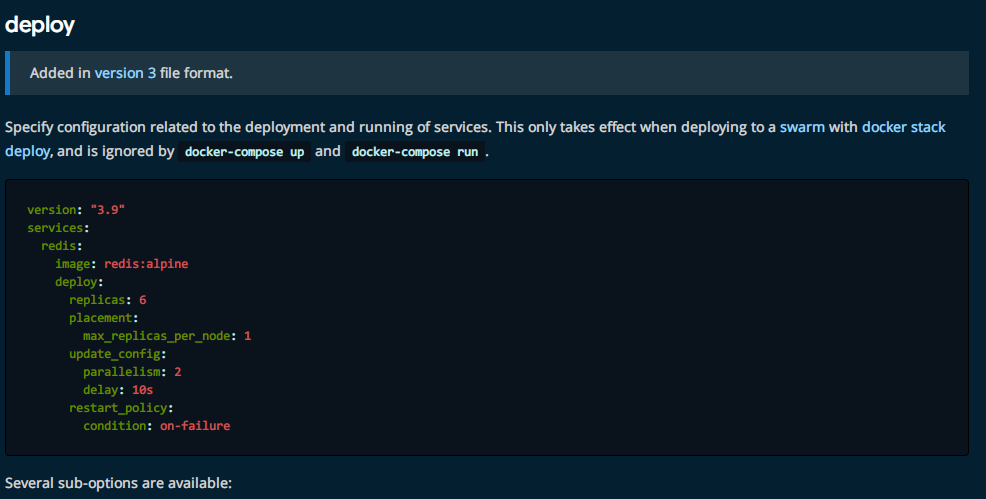 deploy
Added in version 3 file format.
Specify configuration related to the deployment and running of services. This only takes effect when deploying to a swarm with docker stack
deploy, and is ignored by docker-compose up and docker-compose run .
version: "3.9"
services:
  redis:
    image: redis:alpine
    deploy:
      replicas: 6
      placement:
        max_replicas_per_node: 1
      update_config:
        parallelism: 2
        delay: 10s
      restart_policy:
        condition: on-failure
Several sub-options are available: